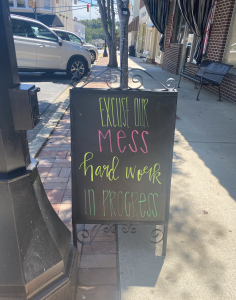 EXCUSE OUR
MESS
hard work
IN PROGRESS